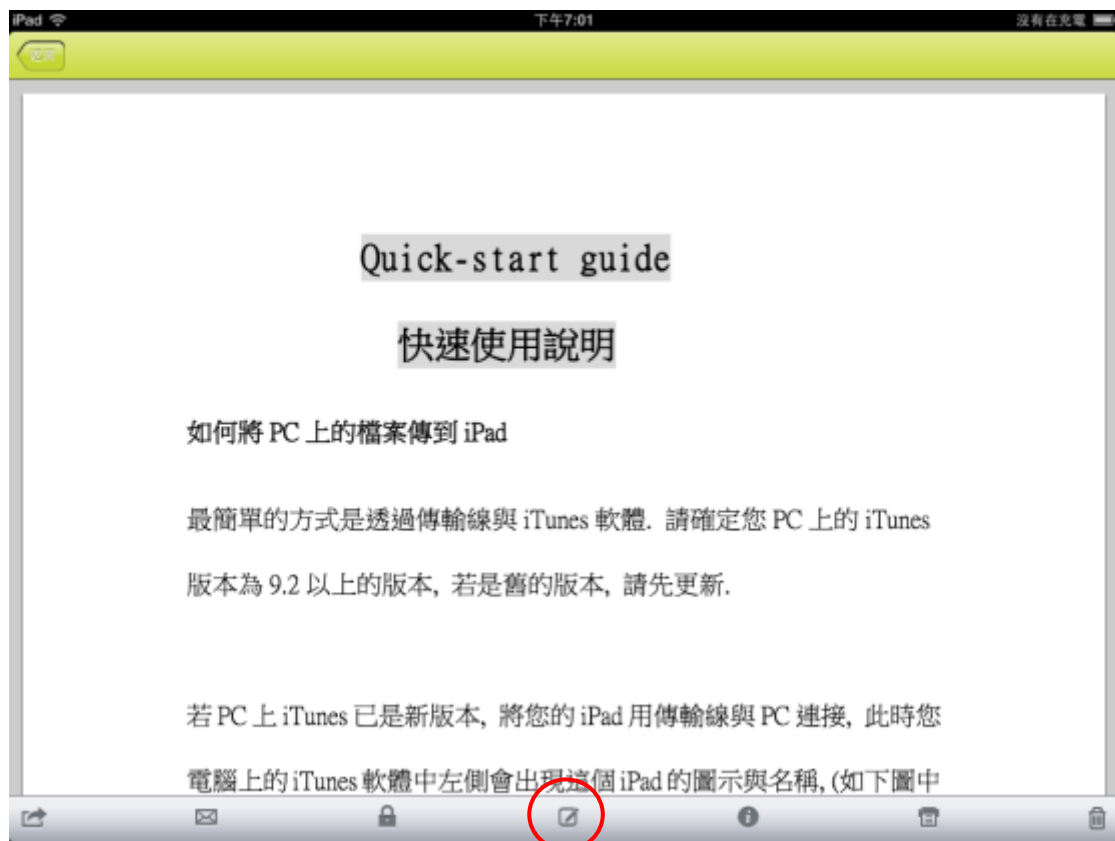 iPad 下午7:01 沒有在充電
Quick-start guide
快速使用說明
如何將 PC 上的檔案傳到 iPad
最簡單的方式是透過傳輸線與 iTunes 軟體. 請確定您 PC 上的 iTunes
版本為 9.2 以上的版本, 若是舊的版本, 請先更新.
若 PC 上 iTunes 已是新版本, 將您的 iPad 用傳輸線與 PC 連接, 此時您
電腦上的 iTunes 軟體中左側會出現這個 iPad 的圖示與名稱, (如下圖中